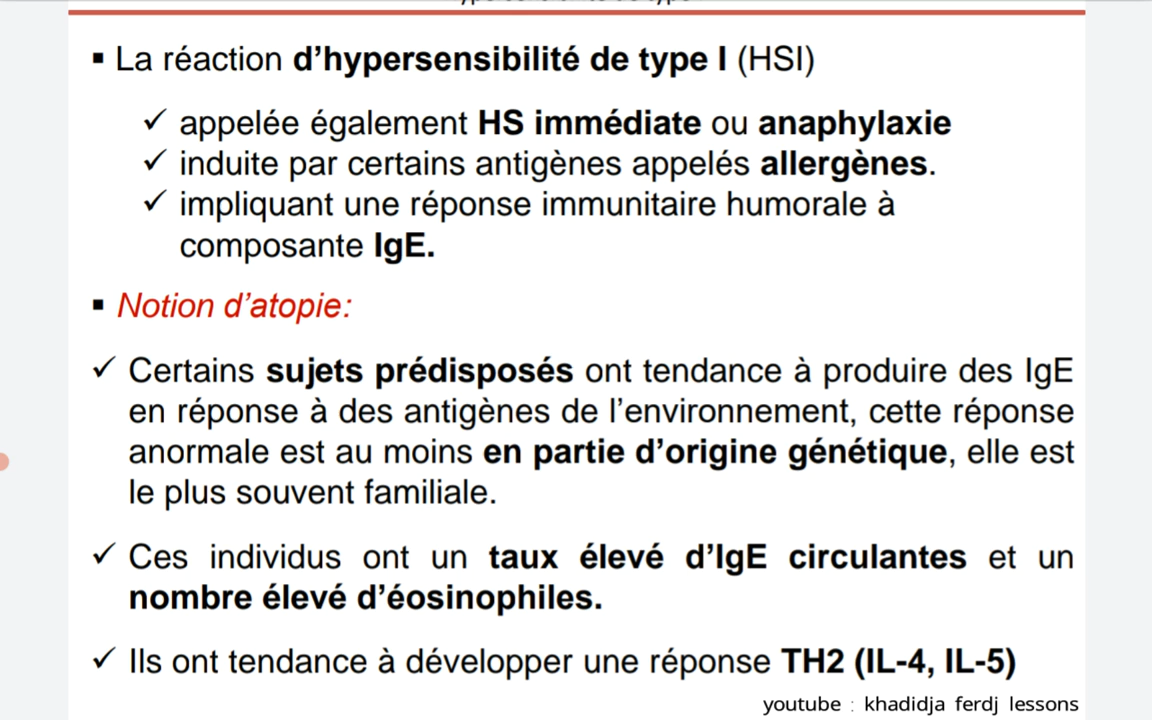 ▪ La réaction d’hypersensibilité de type I (HSI)
✓ appelée également HS immédiate ou anaphylaxie
✓ induite par certains antigènes appelés allergènes.
✓ impliquant une réponse immunitaire humorale à
composante IgE.
▪ Notion d’atopie:
✓ Certains sujets prédisposés ont tendance à produire des IgE
en réponse à des antigènes de l’environnement, cette réponse
anormale est au moins en partie d’origine génétique, elle est
le plus souvent familiale.
✓ Ces individus ont un taux élevé d’IgE circulantes et un
nombre élevé d’éosinophiles.
✓ Ils ont tendance à développer une réponse TH2 (IL-4, IL-5)
youtube : khadidja ferdj lessons